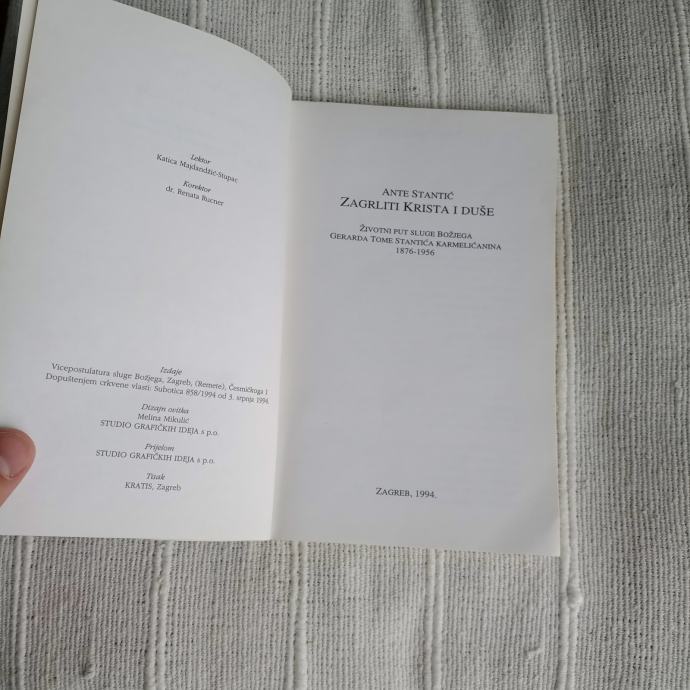 Lektor
Katica Majdandžić-Stupac
Korektor
dr. Renata Bucner
Izdaje
Vicepostulatura sluge Božjega, Zagreb, (Remete), Česmičkoga 1
Dopuštenjem crkvene vlasti: Subotica 858/1994 od 3. srpnja 1994.
Dizajn ovitka
Melina Mikulić
STUDIO GRAFIČKIH IDEJA s p.o.
Prijelom
STUDIO GRAFIČKIH IDEJA s p.o.
Tisak
KRATIS, Zagreb
ANTE STANTIĆ
ZAGRLITI KRISTA I DUŠE
ŽIVOTNI PUT SLUGE BOŽJEGA
GERARDA TOME STANTIĆA KARMELIĆANINA
1876-1956
ZAGREB, 1994.